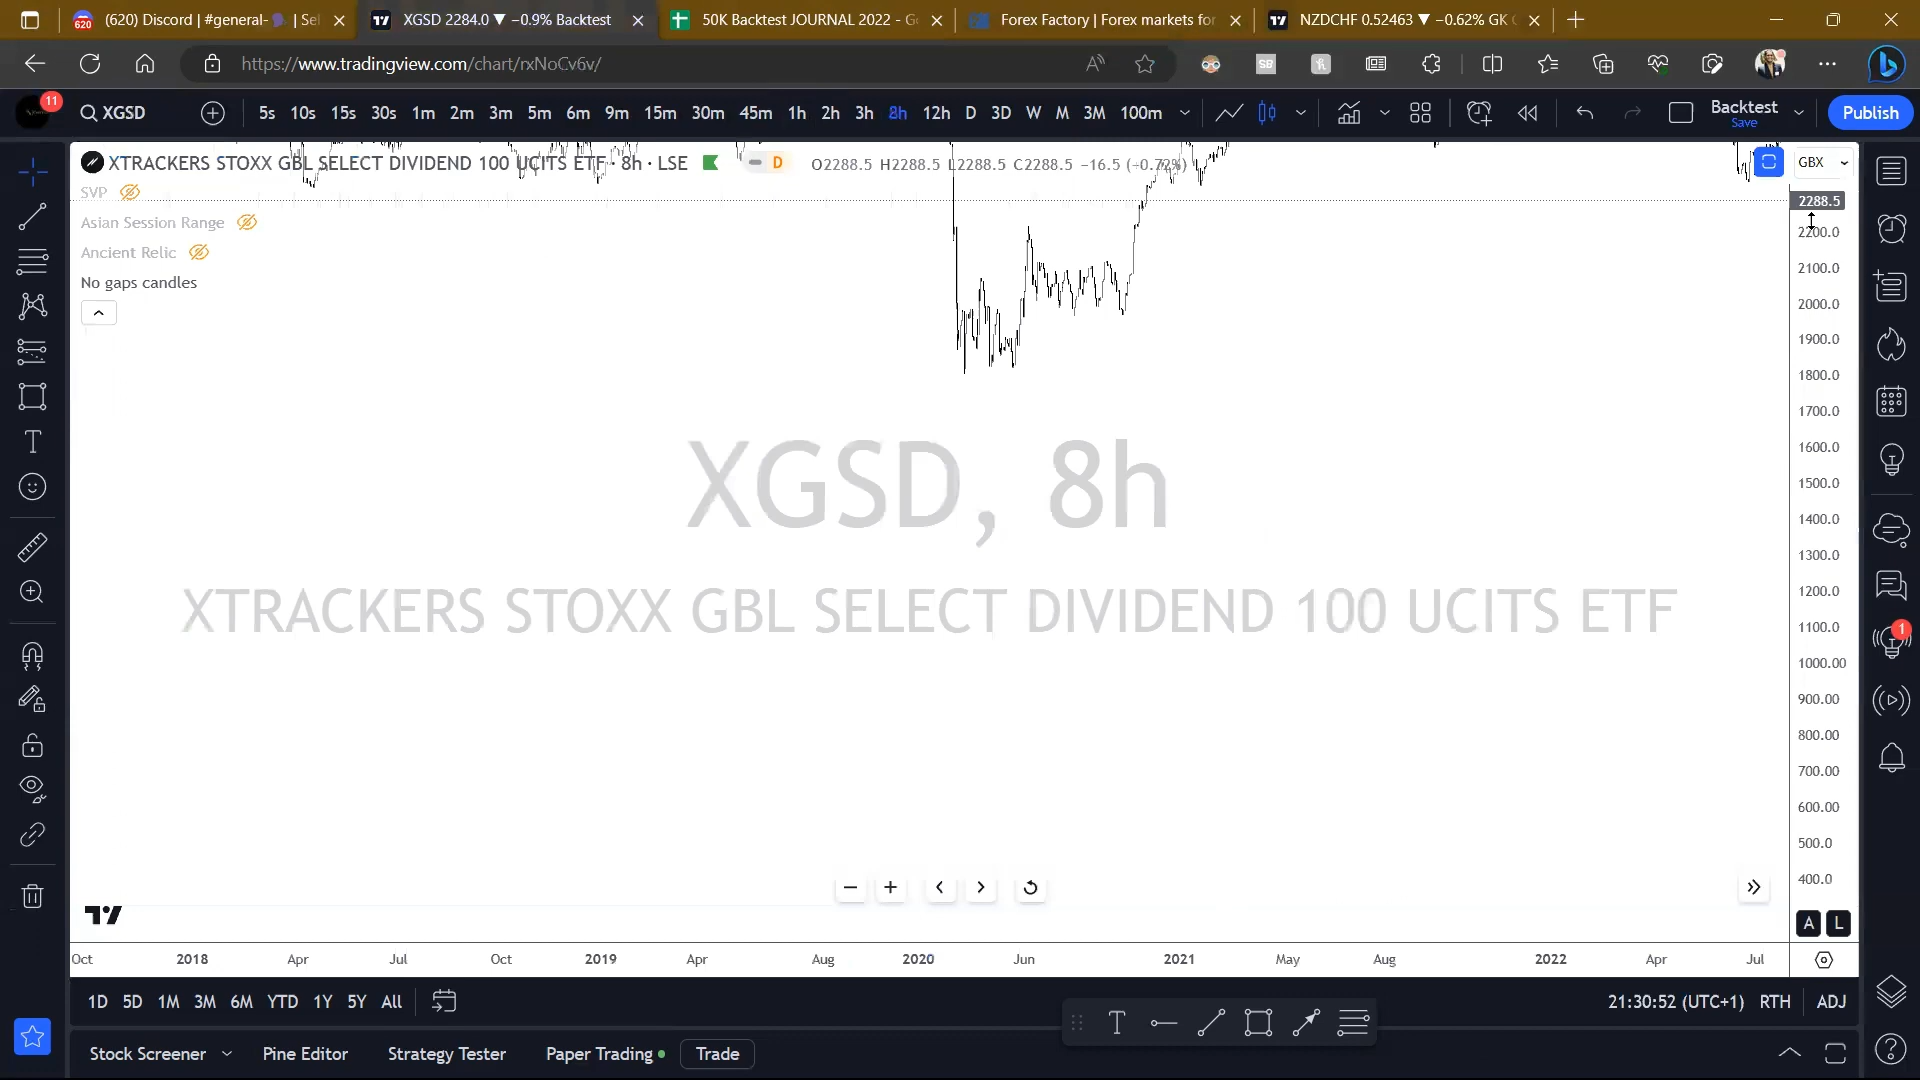 620
(620) Discord | #general-
XGSD 2284.0 ▼ −0.9% Backtest
50K Backtest JOURNAL 2022 - G
Forex Factory | Forex markets for
NZDCHF 0.52463 ▼ −0.62% GK
https://www.tradingview.com/chart/rxNoCv6v/
SB
11
XGSD
5s 10s 15s 30s 1m 2m 3m 5m 6m 9m 15m 30m 45m 1h 2h 3h 8h 12h D 3D W M 3M 100m
Backtest
Save
Publish
XTRACKERS STOXX GBL SELECT DIVIDEND 100 UCITS ETF · 8h · LSE
D
O2288.5 H2288.5 L2288.5 C2288.5 −16.5 (−0.72%)
GBX
SVP
Asian Session Range
Ancient Relic
No gaps candles
2288.5
2200.0
2100.0
2000.0
1900.0
1800.0
1700.0
1600.0
1500.0
1400.0
1300.0
1200.0
1100.0
1000.00
900.00
800.00
700.00
600.00
500.0
400.0
XGSD, 8h
XTRACKERS STOXX GBL SELECT DIVIDEND 100 UCITS ETF
1
A L
Oct 2018 Apr Jul Oct 2019 Apr Aug 2020 Jun 2021 May Aug 2022 Apr Jul
1D 5D 1M 3M 6M YTD 1Y 5Y All
21:30:52 (UTC+1) RTH ADJ
Stock Screener Pine Editor Strategy Tester Paper Trading Trade